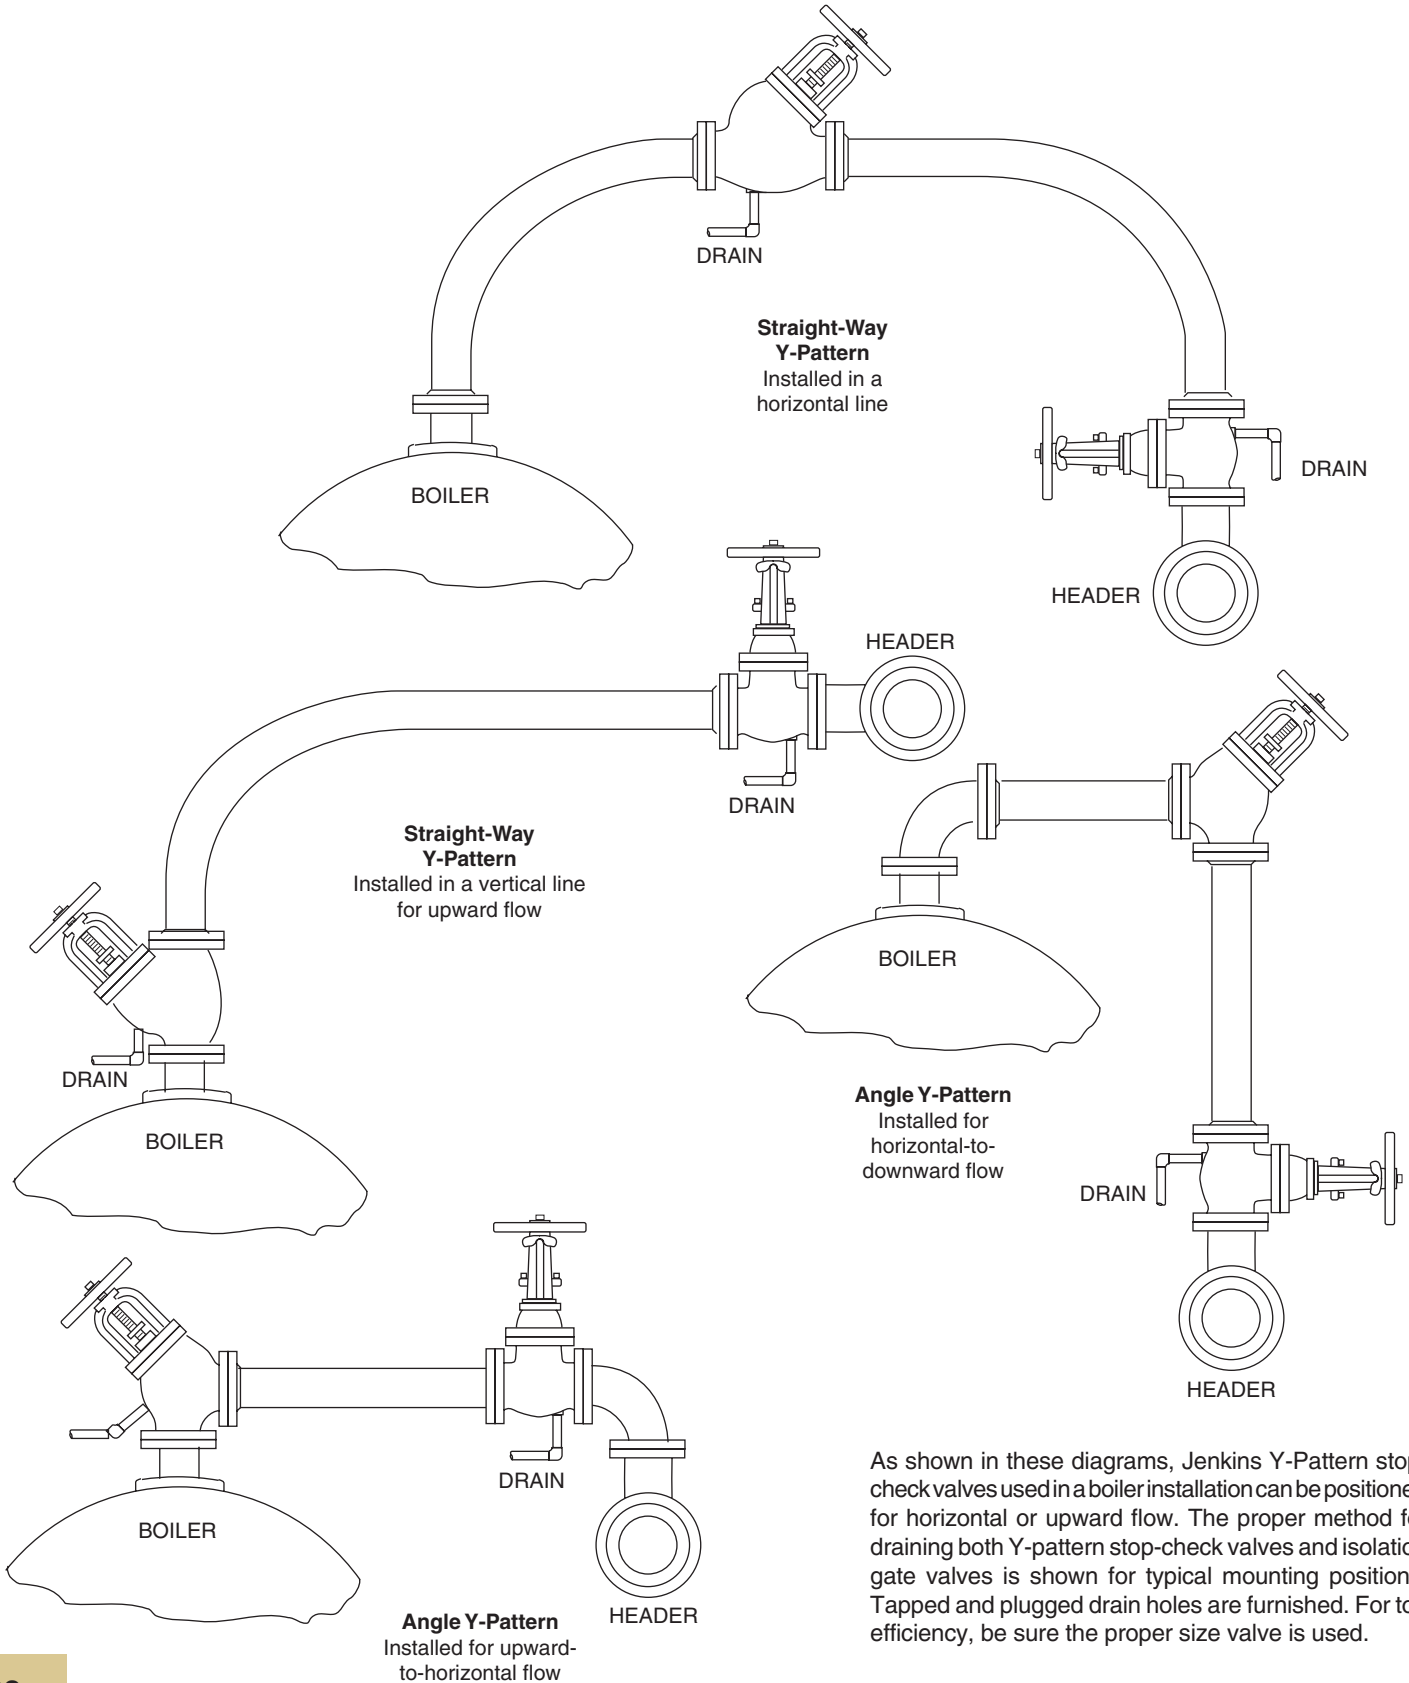 DRAIN
Straight-Way
Y-Pattern
Installed in a
horizontal line
BOILER
DRAIN
HEADER
HEADER
DRAIN
Straight-Way
Y-Pattern
Installed in a vertical line
for upward flow
BOILER
DRAIN
BOILER
Angle Y-Pattern
Installed for
horizontal-to-
downward flow
DRAIN
HEADER
DRAIN
BOILER
HEADER
Angle Y-Pattern
Installed for upward-
to-horizontal flow
As shown in these diagrams, Jenkins Y-Pattern stop
check valves used in a boiler installation can be positione
for horizontal or upward flow. The proper method fo
draining both Y-pattern stop-check valves and isolatio
gate valves is shown for typical mounting position
Tapped and plugged drain holes are furnished. For to
efficiency, be sure the proper size valve is used.